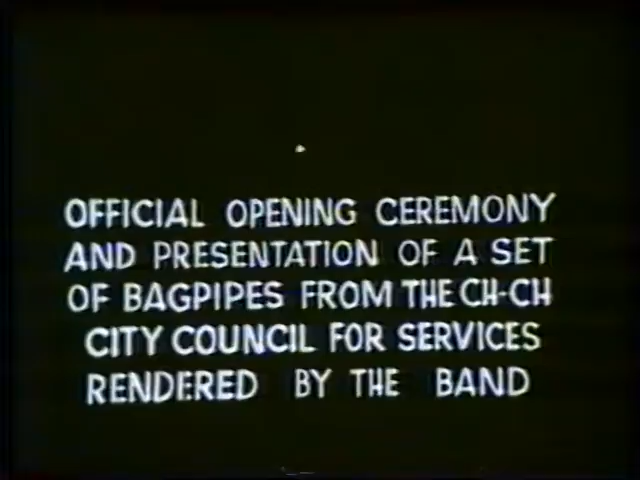 OFFICIAL OPENING CEREMONY
AND PRESENTATION OF A SET
OF BAGPIPES FROM THE CH-CH
CITY COUNCIL FOR SERVICES
RENDERED BY THE BAND